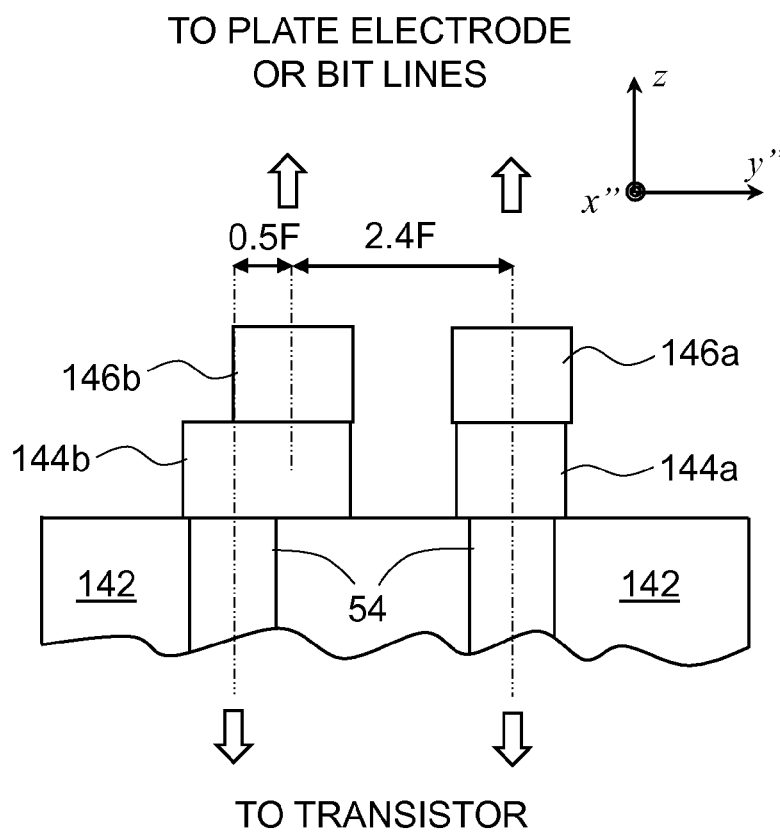 TO PLATE ELECTRODE
OR BIT LINES
z
x’’
y’’
0.5F
2.4F
146b
146a
144b
144a
142
54
142
TO TRANSISTOR